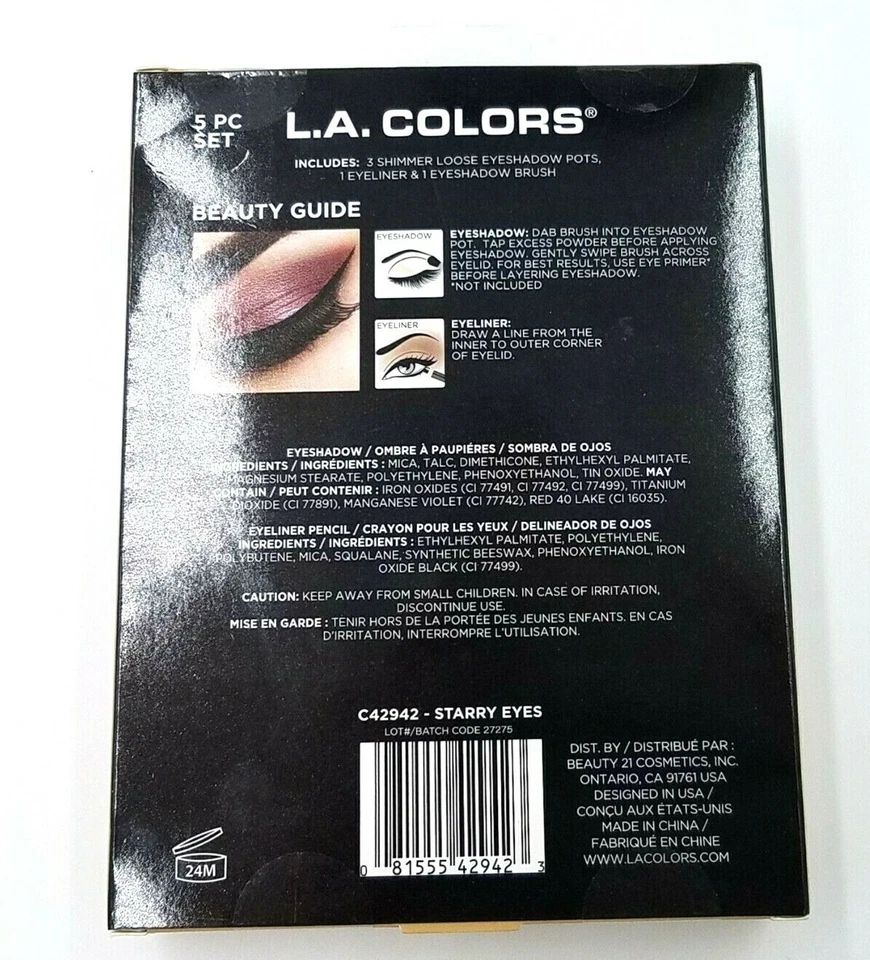 5 PC
SET
L.A. COLORS®
INCLUDES: 3 SHIMMER LOOSE EYESHADOW POTS,
1 EYELINER & 1 EYESHADOW BRUSH
BEAUTY GUIDE
EYESHADOW
EYESHADOW: DAB BRUSH INTO EYESHADOW
POT. TAP EXCESS POWDER BEFORE APPLYING
EYESHADOW. GENTLY SWIPE BRUSH ACROSS
EYELID. FOR BEST RESULTS, USE EYE PRIMER*
BEFORE LAYERING EYESHADOW.
*NOT INCLUDED
EYELINER
EYELINER:
DRAW A LINE FROM THE
INNER TO OUTER CORNER
OF EYELID.
EYESHADOW / OMBRE À PAUPIÉRES / SOMBRA DE OJOS
INGREDIENTS / INGRÉDIENTS : MICA, TALC, DIMETHICONE, ETHYLHEXYL PALMITATE,
MAGNESIUM STEARATE, POLYETHYLENE, PHENOXYETHANOL, TIN OXIDE. MAY
CONTAIN / PEUT CONTENIR : IRON OXIDES (CI 77491, CI 77492, CI 77499), TITANIUM
DIOXIDE (CI 77891), MANGANESE VIOLET (CI 77742), RED 40 LAKE (CI 16035).
EYELINER PENCIL / CRAYON POUR LES YEUX / DELINEADOR DE OJOS
INGREDIENTS / INGRÉDIENTS : ETHYLHEXYL PALMITATE, POLYETHYLENE,
POLYBUTENE, MICA, SQUALANE, SYNTHETIC BEESWAX, PHENOXYETHANOL, IRON
OXIDE BLACK (CI 77499).
CAUTION: KEEP AWAY FROM SMALL CHILDREN. IN CASE OF IRRITATION,
DISCONTINUE USE.
MISE EN GARDE : TENIR HORS DE LA PORTÉE DES JEUNES ENFANTS. EN CAS
D'IRRITATION, INTERROMPRE L'UTILISATION.
C42942 - STARRY EYES
LOT#/BATCH CODE 27275
0 81555 42942 3
DIST. BY / DISTRIBUÉ PAR :
BEAUTY 21 COSMETICS, INC.
ONTARIO, CA 91761 USA
DESIGNED IN USA /
CONÇU AUX ÉTATS-UNIS
MADE IN CHINA /
FABRIQUÉ EN CHINE
WWW.LACOLORS.COM
24M